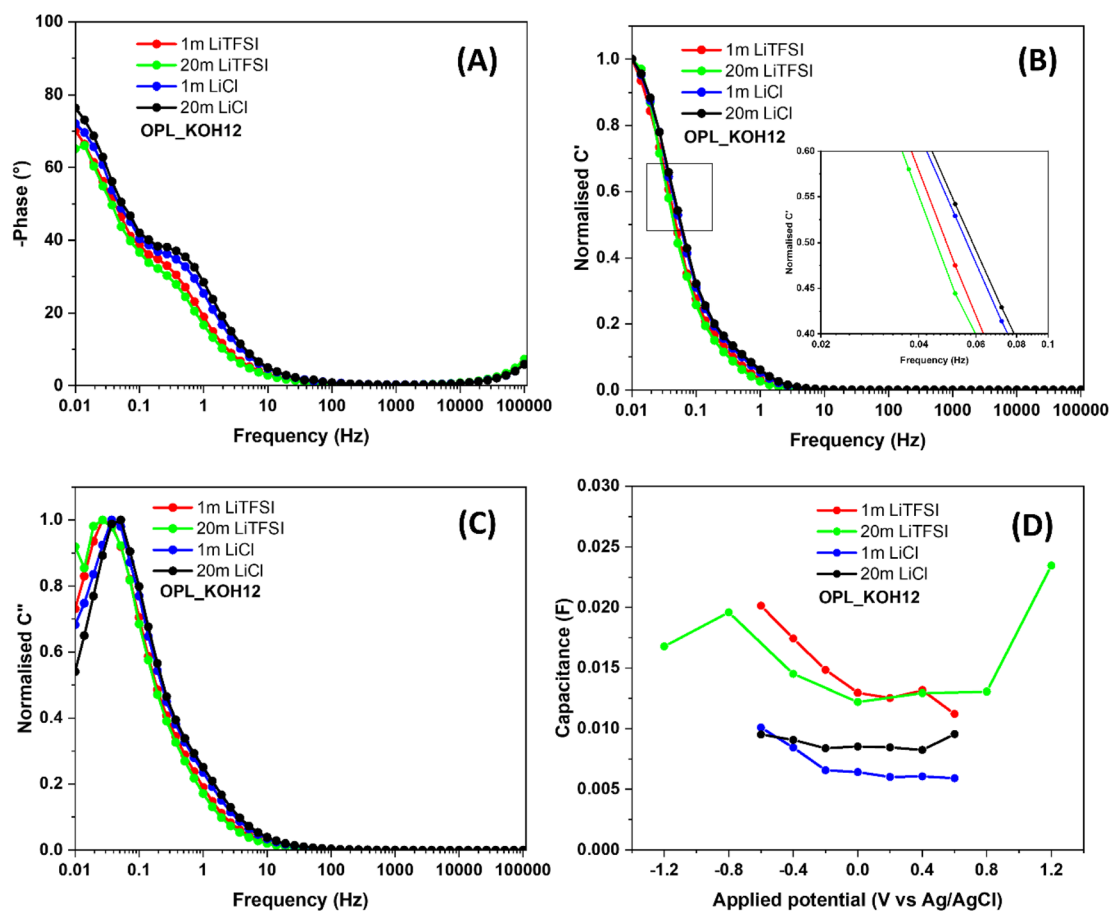 (A)
1m LiTFSI
20m LiTFSI
1m LiCl
20m LiCl
OPL_KOH12
-Phase (°)
100
80
60
40
20
0
0.01 0.1 1 10 100 1000 10000 100000
Frequency (Hz)
(B)
1m LiTFSI
20m LiTFSI
1m LiCl
20m LiCl
OPL_KOH12
Normalised C'
1.0
0.8
0.6
0.4
0.2
0.0
0.01 0.1 1 10 100 1000 10000 100000
Frequency (Hz)
Normalised C'
0.60
0.55
0.50
0.45
0.40
0.02 0.04 0.06 0.08 0.1
Frequency (Hz)
(C)
1m LiTFSI
20m LiTFSI
1m LiCl
20m LiCl
OPL_KOH12
Normalised C"
1.0
0.8
0.6
0.4
0.2
0.0
0.01 0.1 1 10 100 1000 10000 100000
Frequency (Hz)
(D)
1m LiTFSI
20m LiTFSI
1m LiCl
20m LiCl
OPL_KOH12
Capacitance (F)
0.030
0.025
0.020
0.015
0.010
0.005
0.000
-1.2 -0.8 -0.4 0.0 0.4 0.8 1.2
Applied potential (V vs Ag/AgCl)